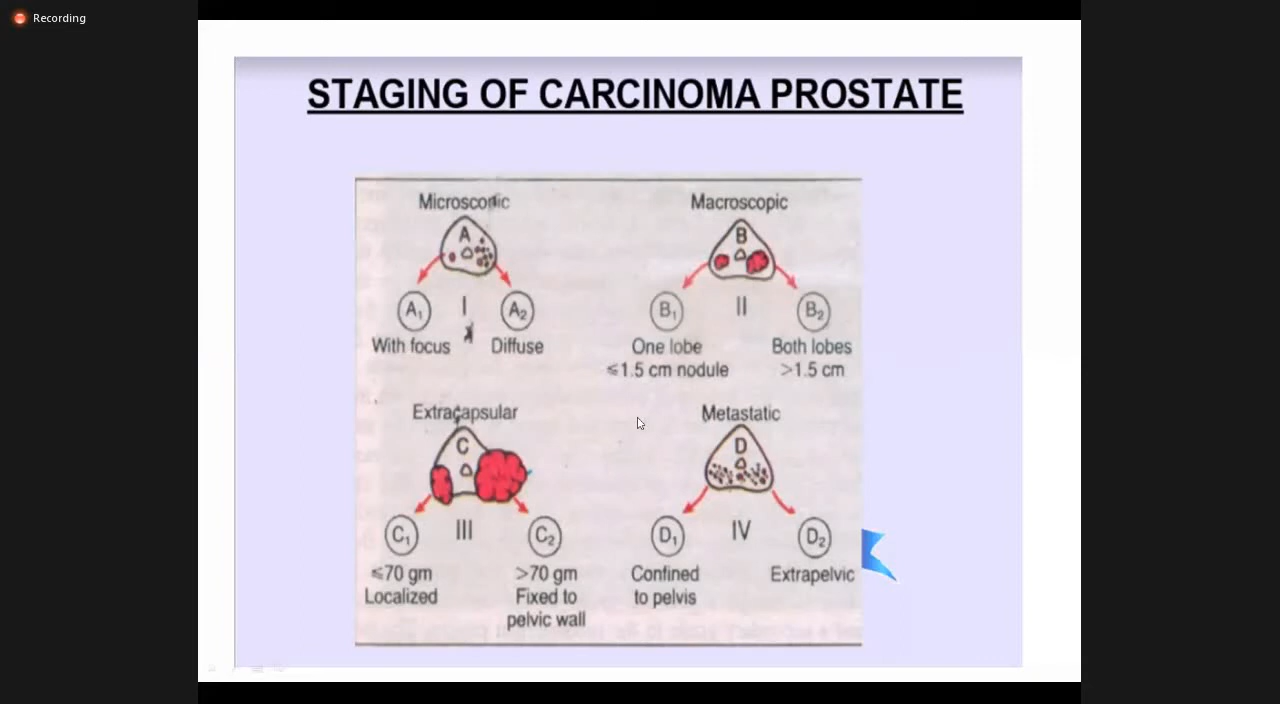 Recording
STAGING OF CARCINOMA PROSTATE
Microscopic
A
A₁
I
A₂
With focus
Diffuse
Macroscopic
B
B₁
II
B₂
One lobe
≤1.5 cm nodule
Both lobes
>1.5 cm
Extracapsular
C
C₁
III
C₂
≤70 gm
Localized
>70 gm
Fixed to
pelvic wall
Metastatic
D
D₁
IV
D₂
Confined
to pelvis
Extrapelvic